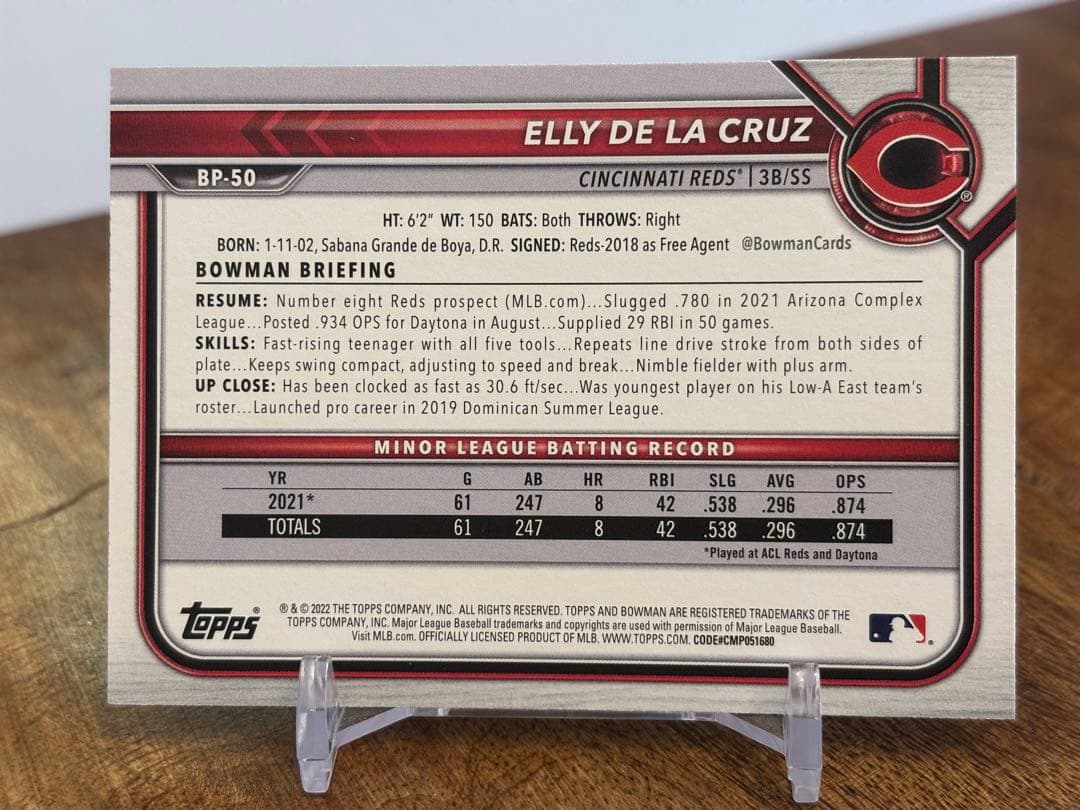 ELLY DE LA CRUZ
BP-50
CINCINNATI REDS® | 3B/SS
HT: 6'2" WT: 150 BATS: Both THROWS: Right
BORN: 1-11-02, Sabana Grande de Boya, D.R. SIGNED: Reds-2018 as Free Agent @BowmanCards
BOWMAN BRIEFING
RESUME: Number eight Reds prospect (MLB.com)...Slugged .780 in 2021 Arizona Complex
League...Posted .934 OPS for Daytona in August...Supplied 29 RBI in 50 games.
SKILLS: Fast-rising teenager with all five tools...Repeats line drive stroke from both sides of
plate...Keeps swing compact, adjusting to speed and break...Nimble fielder with plus arm.
UP CLOSE: Has been clocked as fast as 30.6 ft/sec...Was youngest player on his Low-A East team's
roster...Launched pro career in 2019 Dominican Summer League.
MINOR LEAGUE BATTING RECORD
YR G AB HR RBI SLG AVG OPS
2021* 61 247 8 42 .538 .296 .874
TOTALS 61 247 8 42 .538 .296 .874
*Played at ACL Reds and Daytona
Topps®
® & © 2022 THE TOPPS COMPANY, INC. ALL RIGHTS RESERVED. TOPPS AND BOWMAN ARE REGISTERED TRADEMARKS OF THE
TOPPS COMPANY, INC. Major League Baseball trademarks and copyrights are used with permission of Major League Baseball.
Visit MLB.com. OFFICIALLY LICENSED PRODUCT OF MLB. WWW.TOPPS.COM. CODE#CMP051680